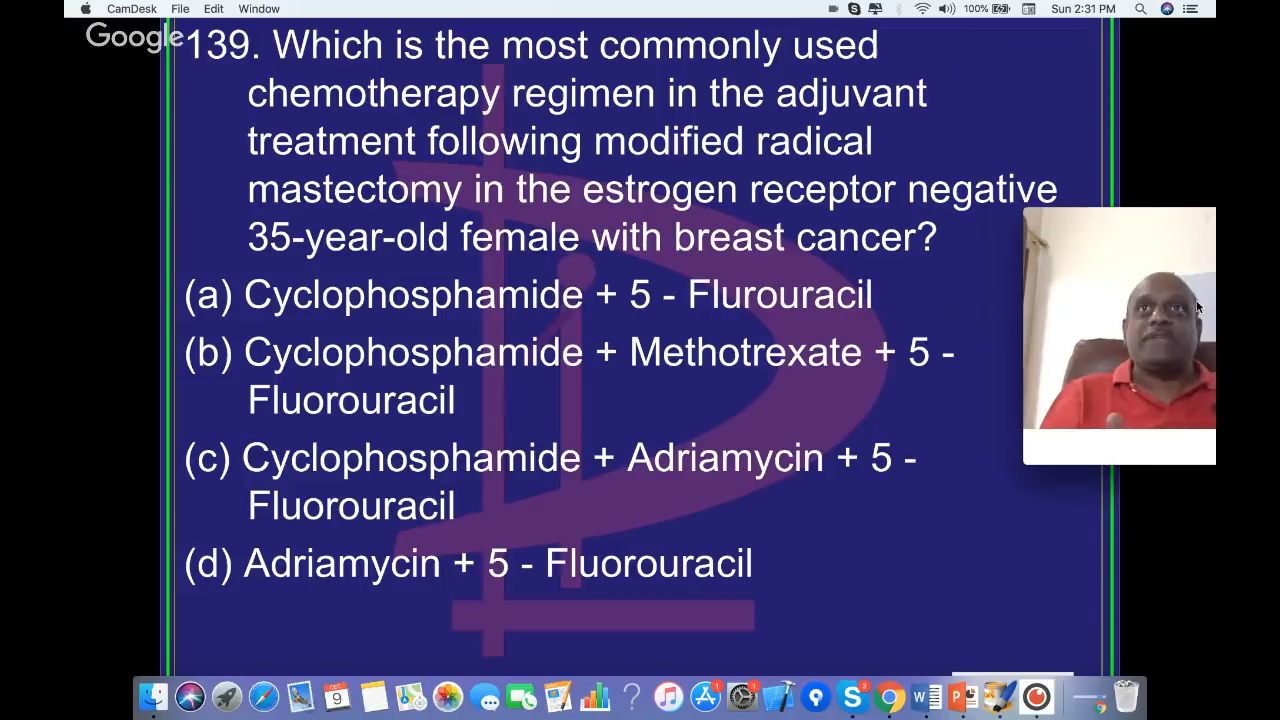 CamDesk File Edit Window 100% Sun 2:31 PM
Google
139. Which is the most commonly used
chemotherapy regimen in the adjuvant
treatment following modified radical
mastectomy in the estrogen receptor negative
35-year-old female with breast cancer?
(a) Cyclophosphamide + 5 - Flurouracil
(b) Cyclophosphamide + Methotrexate + 5 -
Fluorouracil
(c) Cyclophosphamide + Adriamycin + 5 -
Fluorouracil
(d) Adriamycin + 5 - Fluorouracil
DEC
9